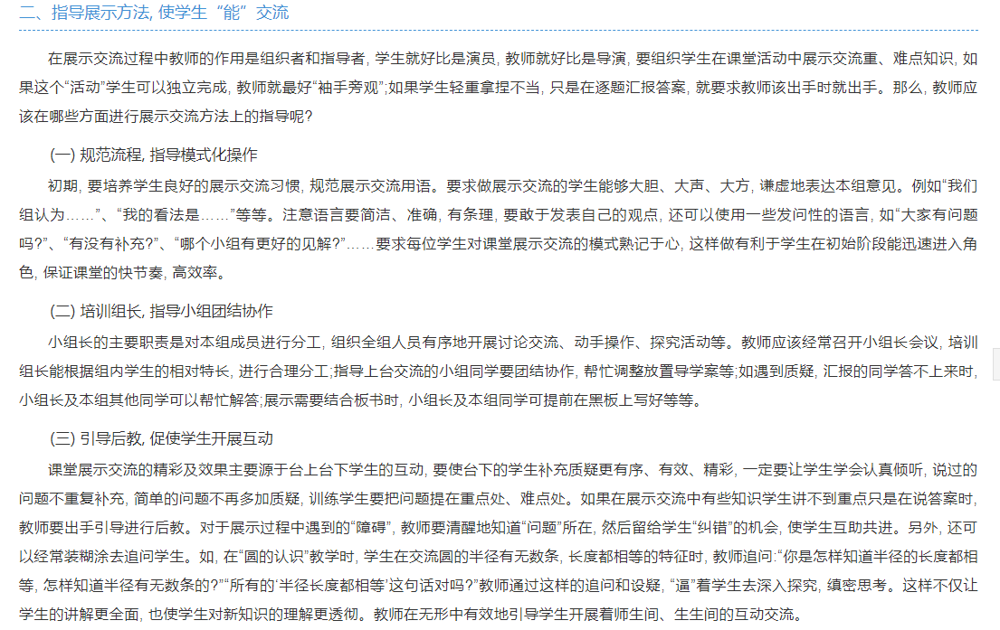 二、指导展示方法, 使学生“能”交流
在展示交流过程中教师的作用是组织者和指导者, 学生就好比是演员, 教师就好比是导演, 要组织学生在课堂活动中展示交流重、难点知识, 如
果这个“活动”学生可以独立完成, 教师就最好“袖手旁观”;如果学生轻重拿捏不当, 只是在逐题汇报答案, 就要求教师该出手时就出手。那么, 教师应
该在哪些方面进行展示交流方法上的指导呢?
(一) 规范流程, 指导模式化操作
初期, 要培养学生良好的展示交流习惯, 规范展示交流用语。要求做展示交流的学生能够大胆、大声、大方, 谦虚地表达本组意见。例如“我们
组认为……”、“我的看法是……”等等。注意语言要简洁、准确, 有条理, 要敢于发表自己的观点, 还可以使用一些发问性的语言, 如“大家有问题
吗?”、“有没有补充?”、“哪个小组有更好的见解?”……要求每位学生对课堂展示交流的模式熟记于心, 这样做有利于学生在初始阶段能迅速进入角
色, 保证课堂的快节奏, 高效率。
(二) 培训组长, 指导小组团结协作
小组长的主要职责是对本组成员进行分工, 组织全组人员有序地开展讨论交流、动手操作、探究活动等。教师应该经常召开小组长会议, 培训
组长能根据组内学生的相对特长, 进行合理分工;指导上台交流的小组同学要团结协作, 帮忙调整放置导学案等;如遇到质疑, 汇报的同学答不上来时,
小组长及本组其他同学可以帮忙解答;展示需要结合板书时, 小组长及本组同学可提前在黑板上写好等等。
(三) 引导后教, 促使学生开展互动
课堂展示交流的精彩及效果主要源于台上台下学生的互动, 要使台下的学生补充质疑更有序、有效、精彩, 一定要让学生学会认真倾听, 说过的
问题不重复补充, 简单的问题不再多加质疑, 训练学生要把问题提在重点处、难点处。如果在展示交流中有些知识学生讲不到重点只是在说答案时,
教师要出手引导进行后教。对于展示过程中遇到的“障碍”, 教师要清醒地知道“问题”所在, 然后留给学生“纠错”的机会, 使学生互助共进。另外, 还可
以经常装糊涂去追问学生。如, 在“圆的认识”教学时, 学生在交流圆的半径有无数条, 长度都相等的特征时, 教师追问:“你是怎样知道半径的长度都相
等, 怎样知道半径有无数条的?”“所有的‘半径长度都相等’这句话对吗?”教师通过这样的追问和设疑, “逼”着学生去深入探究, 缜密思考。这样不仅让
学生的讲解更全面, 也使学生对新知识的理解更透彻。教师在无形中有效地引导学生开展着师生间、生生间的互动交流。